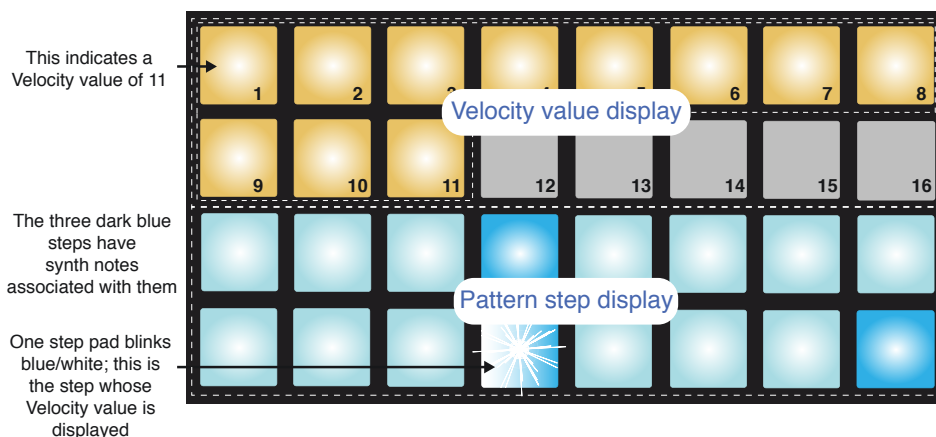 This indicates a
Velocity value of 11
1 2 3 6 7 8
Velocity value display
9 10 11 12 13 14 15 16
The three dark blue
steps have
synth notes
associated with them
Pattern step display
One step pad blinks
blue/white; this is
the step whose
Velocity value is
displayed